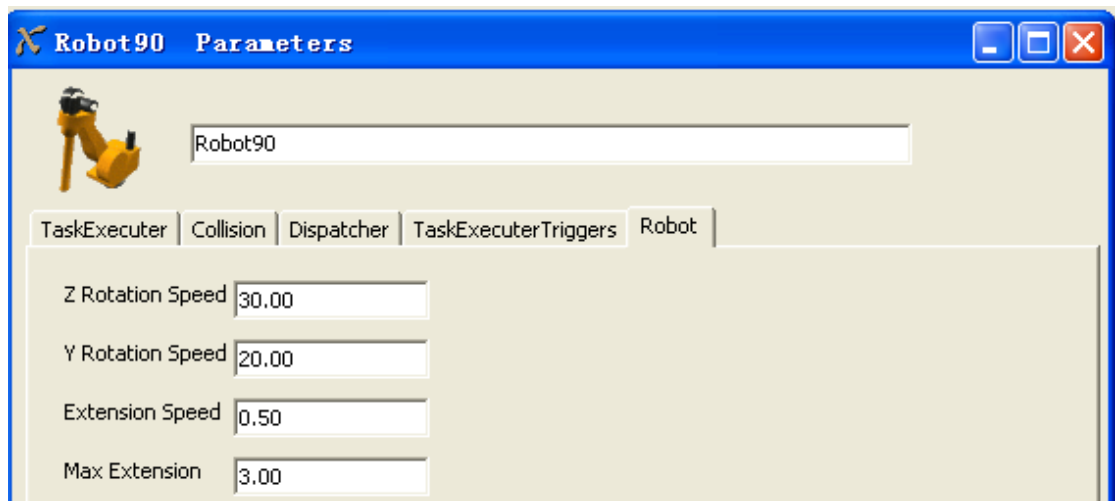 Robot90 Parameters
Robot90
TaskExecuter Collision Dispatcher TaskExecuterTriggers Robot
Z Rotation Speed 30.00
Y Rotation Speed 20.00
Extension Speed 0.50
Max Extension 3.00